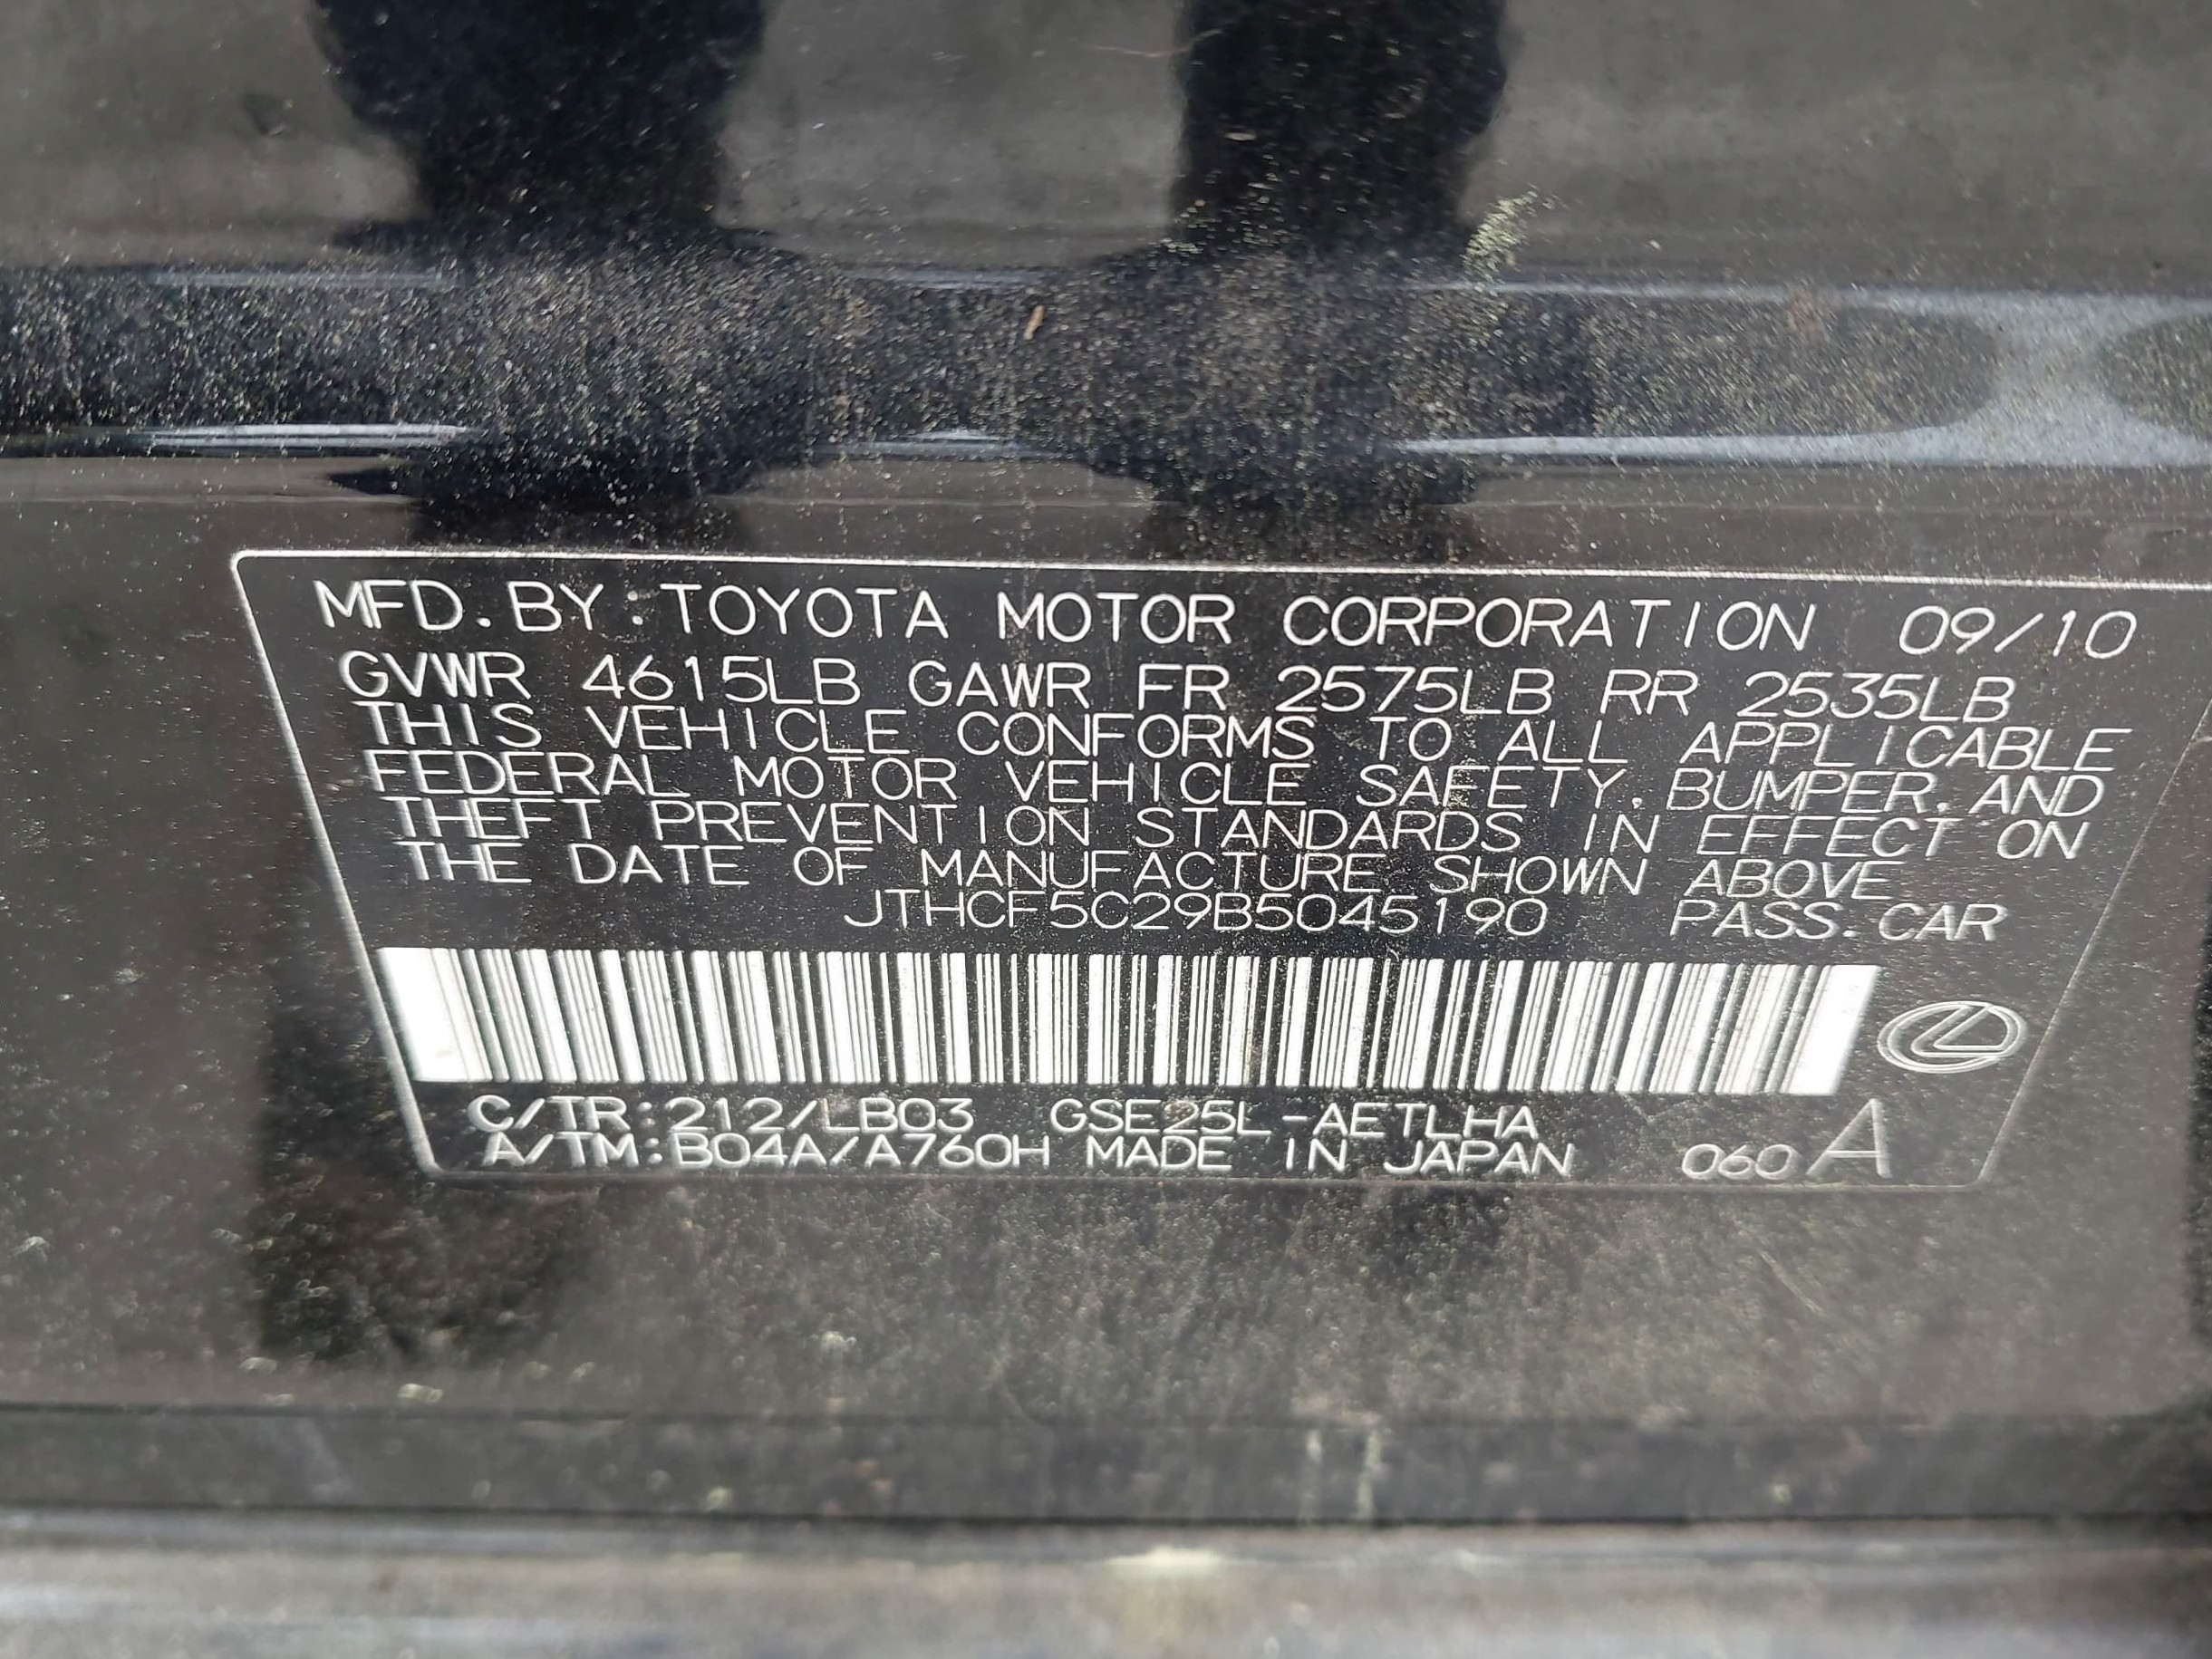 MFD. BY: TOYOTA MOTOR CORPORATION 09/10
GVWR 4615LB GAWR FR 2575LB RR 2535LB
THIS VEHICLE CONFORMS TO ALL APPLICABLE
FEDERAL MOTOR VEHICLE SAFETY, BUMPER, AND
THEFT PREVENTION STANDARDS IN EFFECT ON
THE DATE OF MANUFACTURE SHOWN ABOVE
JTHCF5C29B5045190 PASS. CAR
C/TR:212/LB03 GSE25L-AETLHA
A/TM:B04A/A760H MADE IN JAPAN 060 A